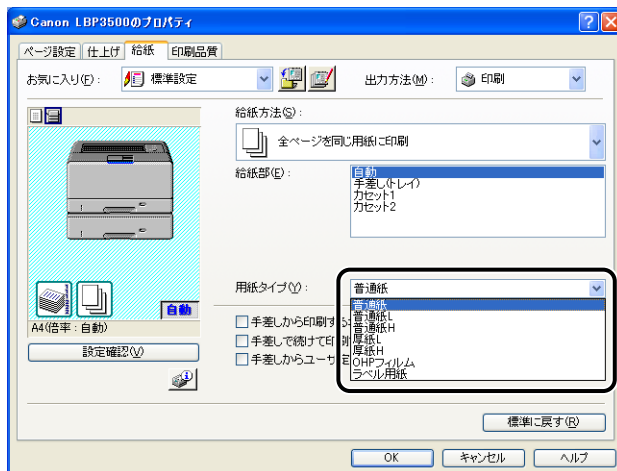 Canon LBP3500のプロパティ
ページ設定 仕上げ 給紙 印刷品質
お気に入り(F): 標準設定 出力方法(M): 印刷
給紙方法(S):
全ページを同じ用紙に印刷
給紙部(E):
自動
手差し(トレイ)
カセット1
カセット2
自動
A4(倍率:自動)
設定確認(V)
用紙タイプ(Y): 普通紙
普通紙
普通紙L
普通紙H
厚紙L
厚紙H
OHPフィルム
ラベル用紙
手差しから印刷する
手差しで続けて印
手差しからユーザ定
標準に戻す(R)
OK キャンセル ヘルプ